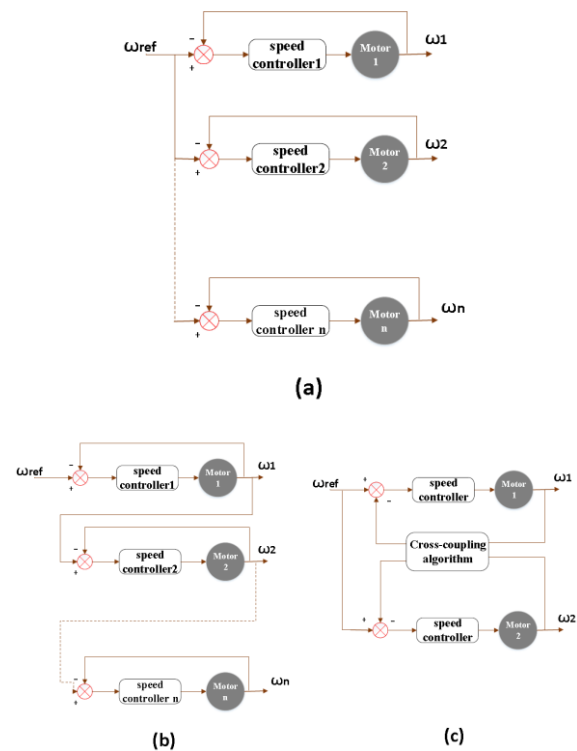 ωref
−
+
speed
controller1
Motor
1
ω1
−
+
speed
controller2
Motor
2
ω2
−
+
speed
controller n
Motor
n
ωn
(a)
ωref
−
+
speed
controller1
Motor
1
ω1
−
+
speed
controller2
Motor
2
ω2
−
+
speed
controller n
Motor
n
ωn
(b)
ωref
+
−
speed
controller
Motor
1
ω1
Cross-coupling
algorithm
+
−
speed
controller
Motor
2
ω2
(c)